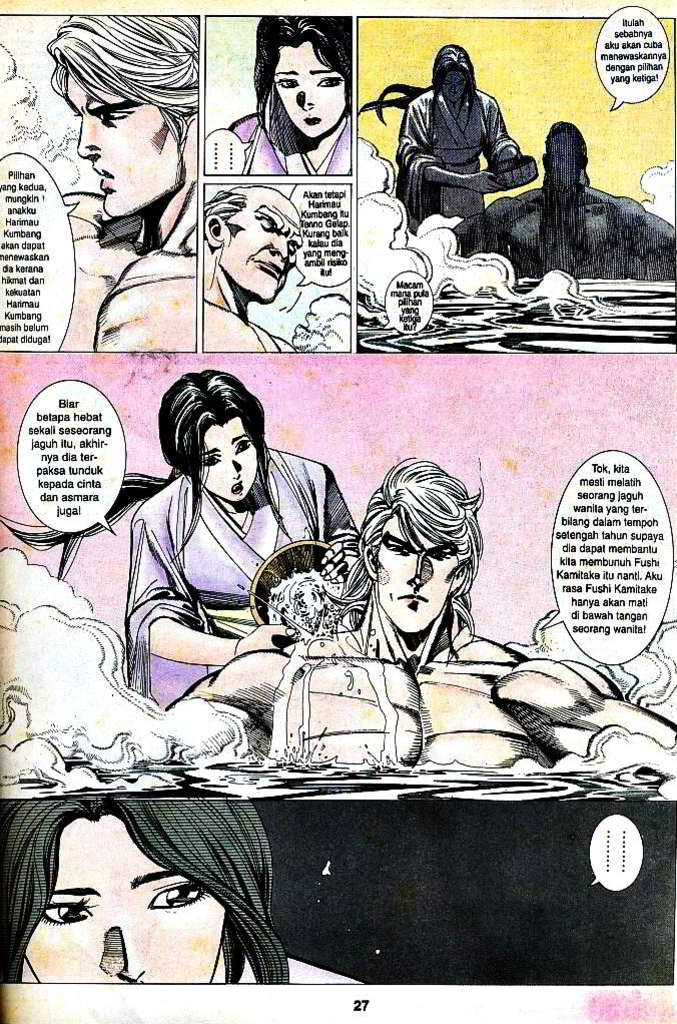 Pilihan
yang kedua,
mungkin
anakku
Harimau
Kumbang
akan dapat
menewaskan
dia kerana
hikmat dan
kekuatan
Harimau
Kumbang
masih belum
dapat diduga!
Akan tetapi
Harimau
Kumbang itu
Tenno Gelap.
Kurang baik
kalau dia
yang meng-
ambil risiko
itu!
Itulah
sebabnya
aku akan cuba
menewaskannya
dengan pilihan
yang ketiga!
Macam
mana pula
pilihan
yang
ketiga
itu?
Biar
betapa hebat
sekali seseorang
jaguh itu, akhir-
nya dia ter-
paksa tunduk
kepada cinta
dan asmara
juga!
Tok, kita
mesti melatih
seorang jaguh
wanita yang ter-
bilang dalam tempoh
setengah tahun supaya
dia dapat membantu
kita membunuh Fushi
Kamitake itu nanti. Aku
rasa Fushi Kamitake
hanya akan mati
di bawah tangan
seorang wanita!
27